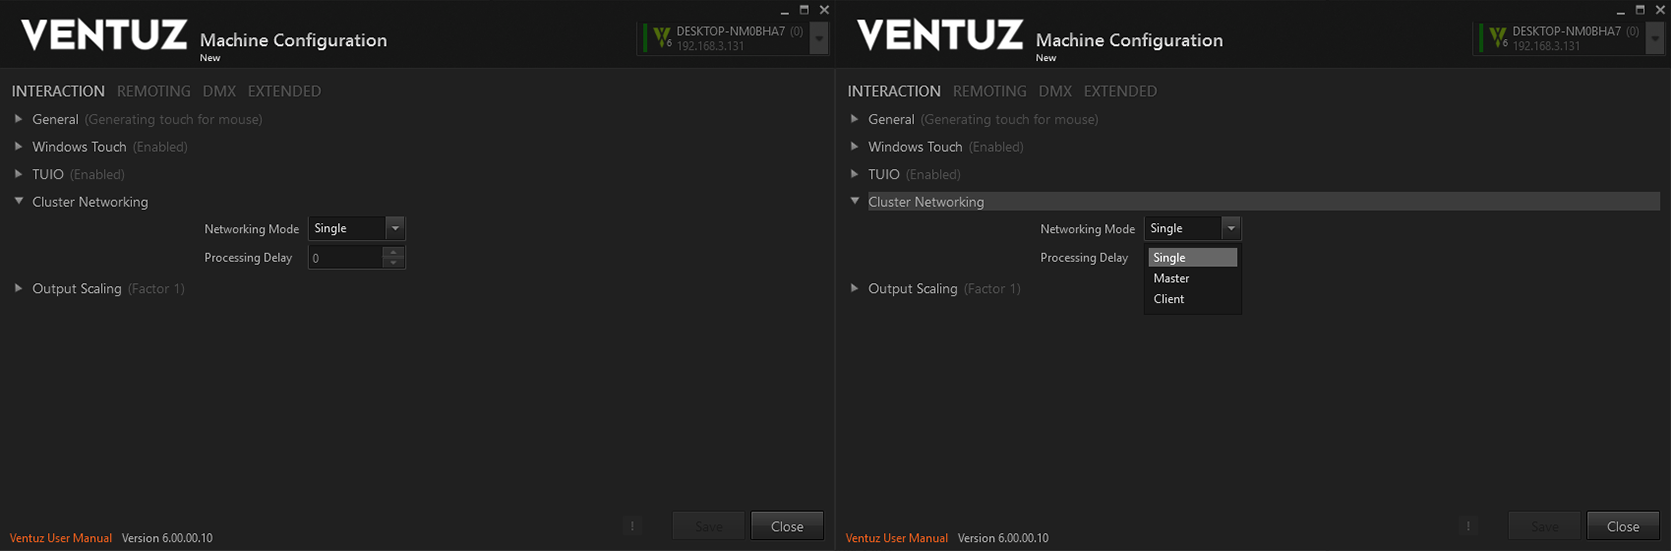 VENTUZ Machine Configuration
New
DESKTOP-NM0BHA7 (0)
192.168.3.131
INTERACTION REMOTING DMX EXTENDED
General (Generating touch for mouse)
Windows Touch (Enabled)
TUIO (Enabled)
Cluster Networking
Networking Mode Single
Processing Delay 0
Output Scaling (Factor 1)
! Save Close
Ventuz User Manual Version 6.00.00.10
VENTUZ Machine Configuration
New
DESKTOP-NM0BHA7 (0)
192.168.3.131
INTERACTION REMOTING DMX EXTENDED
General (Generating touch for mouse)
Windows Touch (Enabled)
TUIO (Enabled)
Cluster Networking
Networking Mode Single
Processing Delay Single
Master
Client
Output Scaling (Factor 1)
! Save Close
Ventuz User Manual Version 6.00.00.10